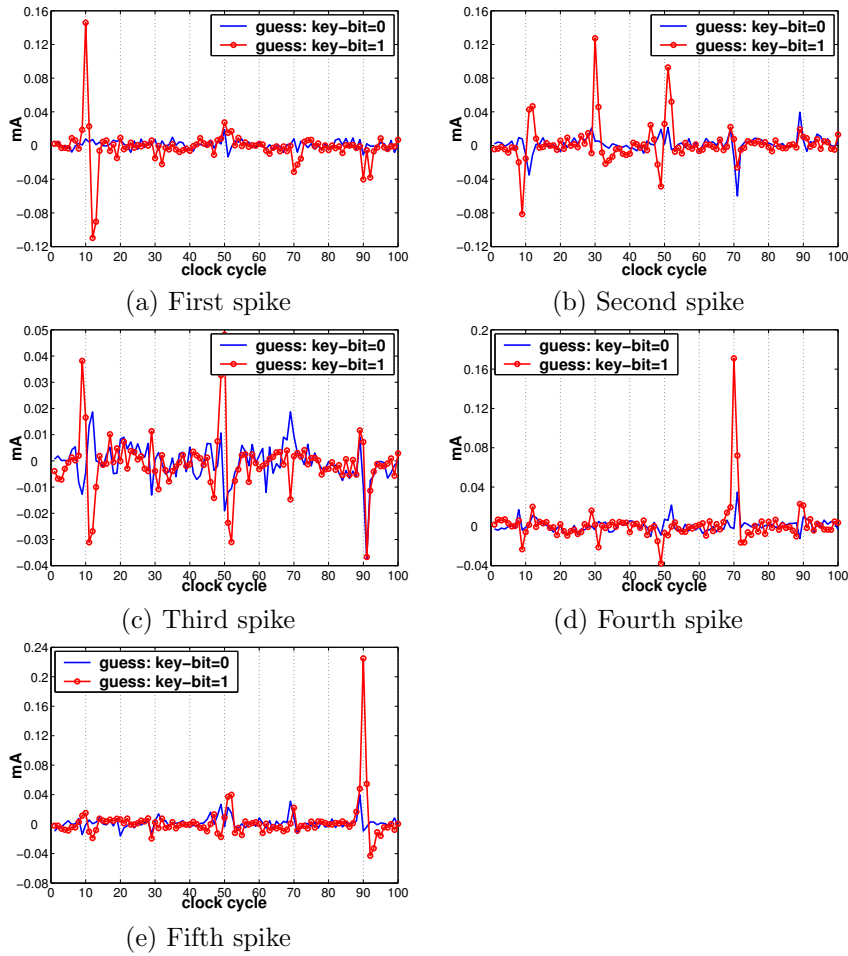 0.16
0.12
0.08
0.04
0
−0.04
−0.08
−0.12
mA
guess: key−bit=0
guess: key−bit=1
0 10 20 30 40 50 60 70 80 90 100
clock cycle
(a) First spike
0.16
0.12
0.08
0.04
0
−0.04
−0.08
−0.12
mA
guess: key−bit=0
guess: key−bit=1
0 10 20 30 40 50 60 70 80 90 100
clock cycle
(b) Second spike
0.05
0.04
0.03
0.02
0.01
0
−0.01
−0.02
−0.03
−0.04
mA
guess: key−bit=0
guess: key−bit=1
0 10 20 30 40 50 60 70 80 90 100
clock cycle
(c) Third spike
0.2
0.16
0.12
0.08
0.04
0
−0.04
mA
guess: key−bit=0
guess: key−bit=1
0 10 20 30 40 50 60 70 80 90 100
clock cycle
(d) Fourth spike
0.24
0.2
0.16
0.12
0.08
0.04
0
−0.04
−0.08
mA
guess: key−bit=0
guess: key−bit=1
0 10 20 30 40 50 60 70 80 90 100
clock cycle
(e) Fifth spike